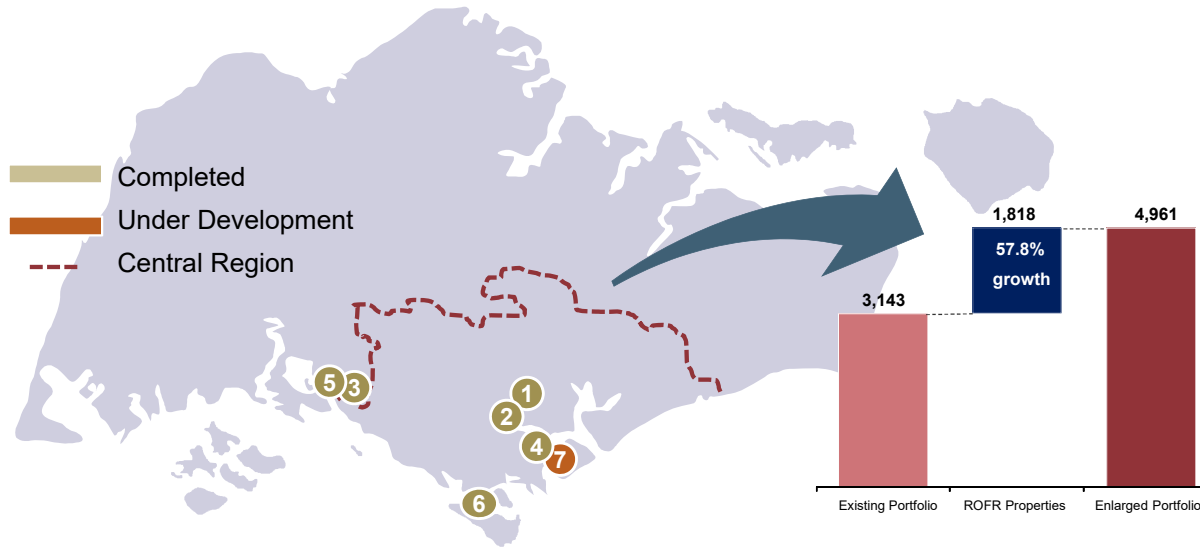 Completed
Under Development
Central Region
5
3
1
2
4
7
6
1,818
4,961
57.8%
growth
3,143
Existing Portfolio
ROFR Properties
Enlarged Portfolio